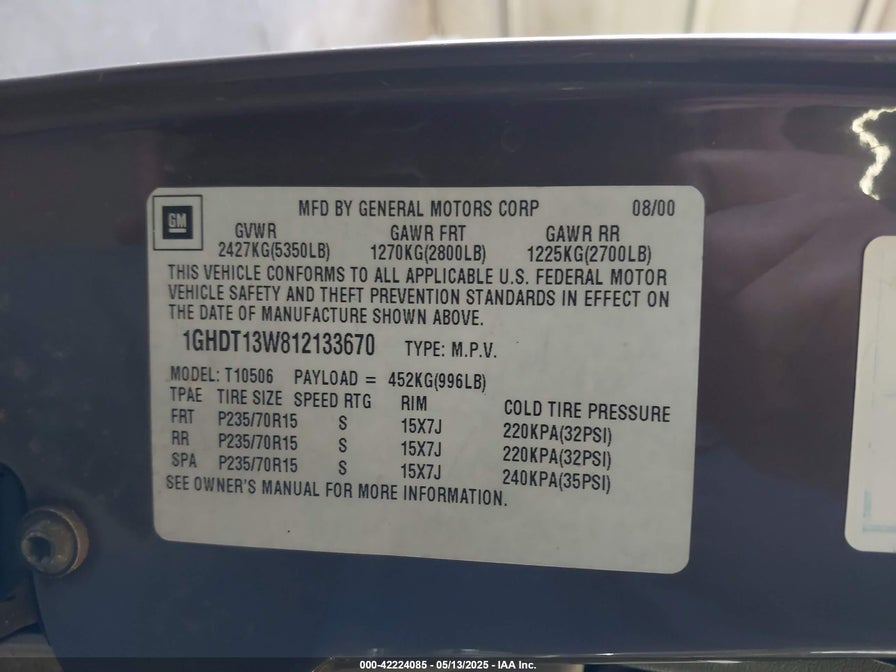 GM
MFD BY GENERAL MOTORS CORP 08/00
GVWR GAWR FRT GAWR RR
2427KG(5350LB) 1270KG(2800LB) 1225KG(2700LB)
THIS VEHICLE CONFORMS TO ALL APPLICABLE U.S. FEDERAL MOTOR
VEHICLE SAFETY AND THEFT PREVENTION STANDARDS IN EFFECT ON
THE DATE OF MANUFACTURE SHOWN ABOVE.
1GHDT13W812133670 TYPE: M.P.V.
MODEL: T10506 PAYLOAD = 452KG(996LB)
TPAE TIRE SIZE SPEED RTG RIM COLD TIRE PRESSURE
FRT P235/70R15 S 15X7J 220KPA(32PSI)
RR P235/70R15 S 15X7J 220KPA(32PSI)
SPA P235/70R15 S 15X7J 240KPA(35PSI)
SEE OWNER'S MANUAL FOR MORE INFORMATION.
000-42224085 - 05/13/2025 - IAA Inc.